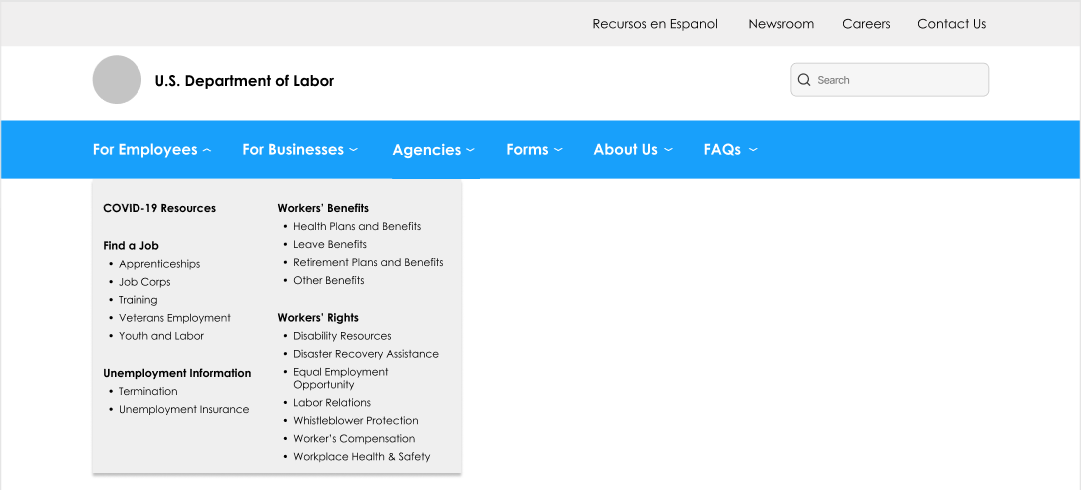 Recursos en Espanol Newsroom Careers Contact Us
U.S. Department of Labor
Search
For Employees For Businesses Agencies Forms About Us FAQs
COVID-19 Resources
Find a Job
• Apprenticeships
• Job Corps
• Training
• Veterans Employment
• Youth and Labor
Unemployment Information
• Termination
• Unemployment Insurance
Workers’ Benefits
• Health Plans and Benefits
• Leave Benefits
• Retirement Plans and Benefits
• Other Benefits
Workers’ Rights
• Disability Resources
• Disaster Recovery Assistance
• Equal Employment
Opportunity
• Labor Relations
• Whistleblower Protection
• Worker’s Compensation
• Workplace Health & Safety